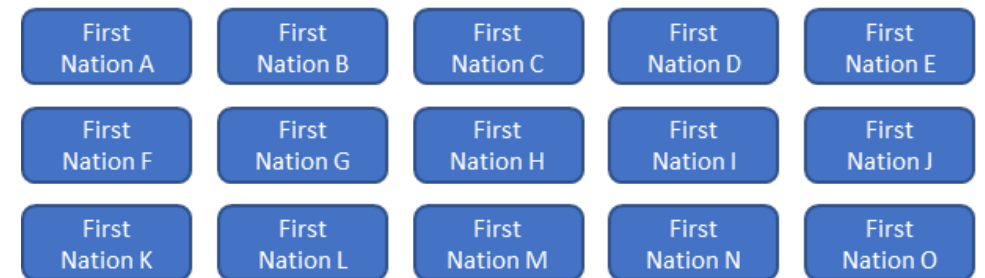 First
Nation A
First
Nation B
First
Nation C
First
Nation D
First
Nation E
First
Nation F
First
Nation G
First
Nation H
First
Nation I
First
Nation J
First
Nation K
First
Nation L
First
Nation M
First
Nation N
First
Nation O